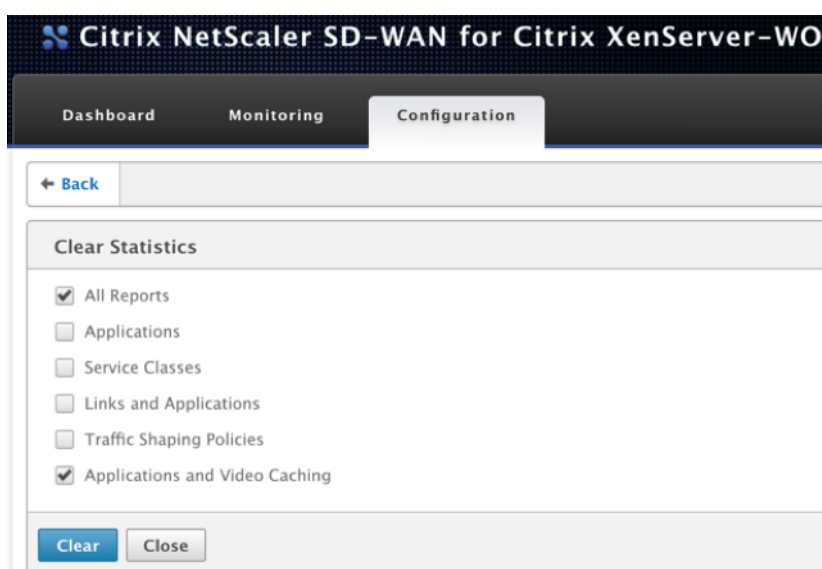 Citrix NetScaler SD-WAN for Citrix XenServer-WO
Dashboard Monitoring Configuration
Back
Clear Statistics
All Reports
Applications
Service Classes
Links and Applications
Traffic Shaping Policies
Applications and Video Caching
Clear Close